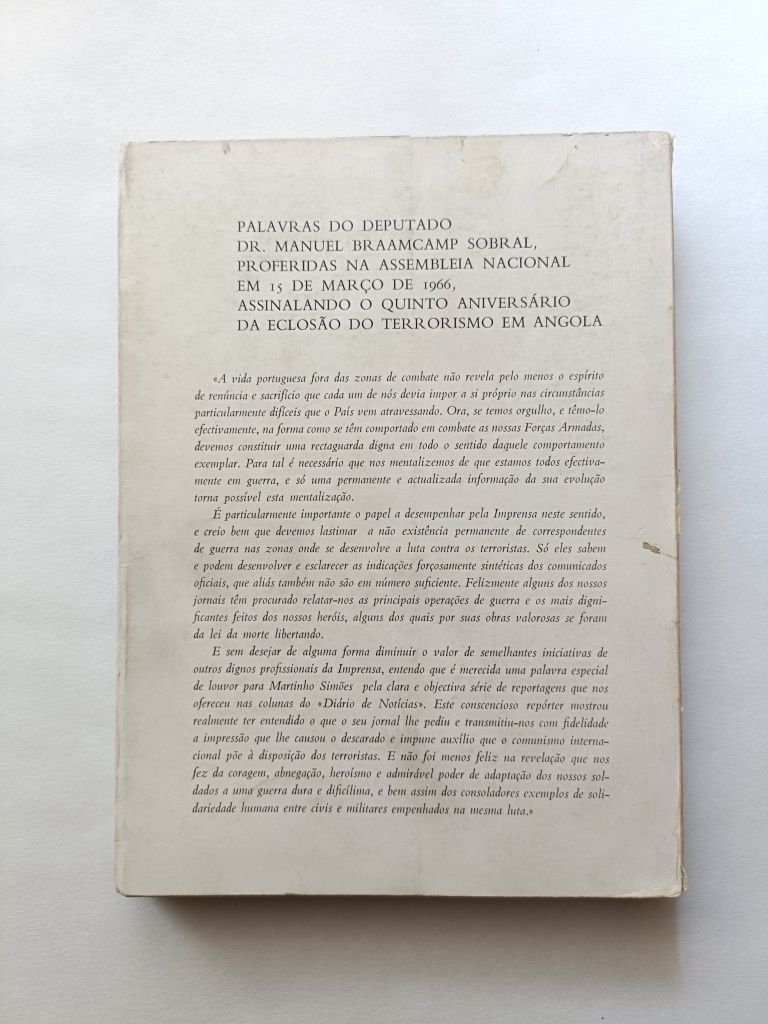 PALAVRAS DO DEPUTADO
DR. MANUEL BRAAMCAMP SOBRAL,
PROFERIDAS NA ASSEMBLEIA NACIONAL
EM 15 DE MARÇO DE 1966,
ASSINALANDO O QUINTO ANIVERSÁRIO
DA ECLOSÃO DO TERRORISMO EM ANGOLA
«A vida portuguesa fora das zonas de combate não revela pelo menos o espírito
de renúncia e sacrifício que cada um de nós devia impor a si próprio nas circunstâncias
particularmente difíceis que o País vem atravessando. Ora, se temos orgulho, e têmo-lo
efectivamente, na forma como se têm comportado em combate as nossas Forças Armadas,
devemos constituir uma rectaguarda digna em todo o sentido daquele comportamento
exemplar. Para tal é necessário que nos mentalizemos de que estamos todos efectiva-
mente em guerra, e só uma permanente e actualizada informação da sua evolução
torna possível esta mentalização.
É particularmente importante o papel a desempenhar pela Imprensa neste sentido,
e creio bem que devemos lastimar a não existência permanente de correspondentes
de guerra nas zonas onde se desenvolve a luta contra os terroristas. Só eles sabem
e podem desenvolver e esclarecer as indicações forçosamente sintéticas dos comunicados
oficiais, que aliás também não são em número suficiente. Felizmente alguns dos nossos
jornais têm procurado relatar-nos as principais operações de guerra e os mais digni-
ficantes feitos dos nossos heróis, alguns dos quais por suas obras valorosas se foram
da lei da morte libertando.
E sem desejar de alguma forma diminuir o valor de semelhantes iniciativas de
outros dignos profissionais da Imprensa, entendo que é merecida uma palavra especial
de louvor para Martinho Simões pela clara e objectiva série de reportagens que nos
ofereceu nas colunas do «Diário de Notícias». Este conscencioso repórter mostrou
realmente ter entendido o que o seu jornal lhe pediu e transmitiu-nos com fidelidade
a impressão que lhe causou o descarado e impune auxílio que o comunismo interna-
cional põe à disposição dos terroristas. E não foi menos feliz na revelação que nos
fez da coragem, abnegação, heroísmo e admirável poder de adaptação dos nossos sol-
dados a uma guerra dura e dificílima, e bem assim dos consoladores exemplos de soli-
dariedade humana entre civis e militares empenhados na mesma luta.»